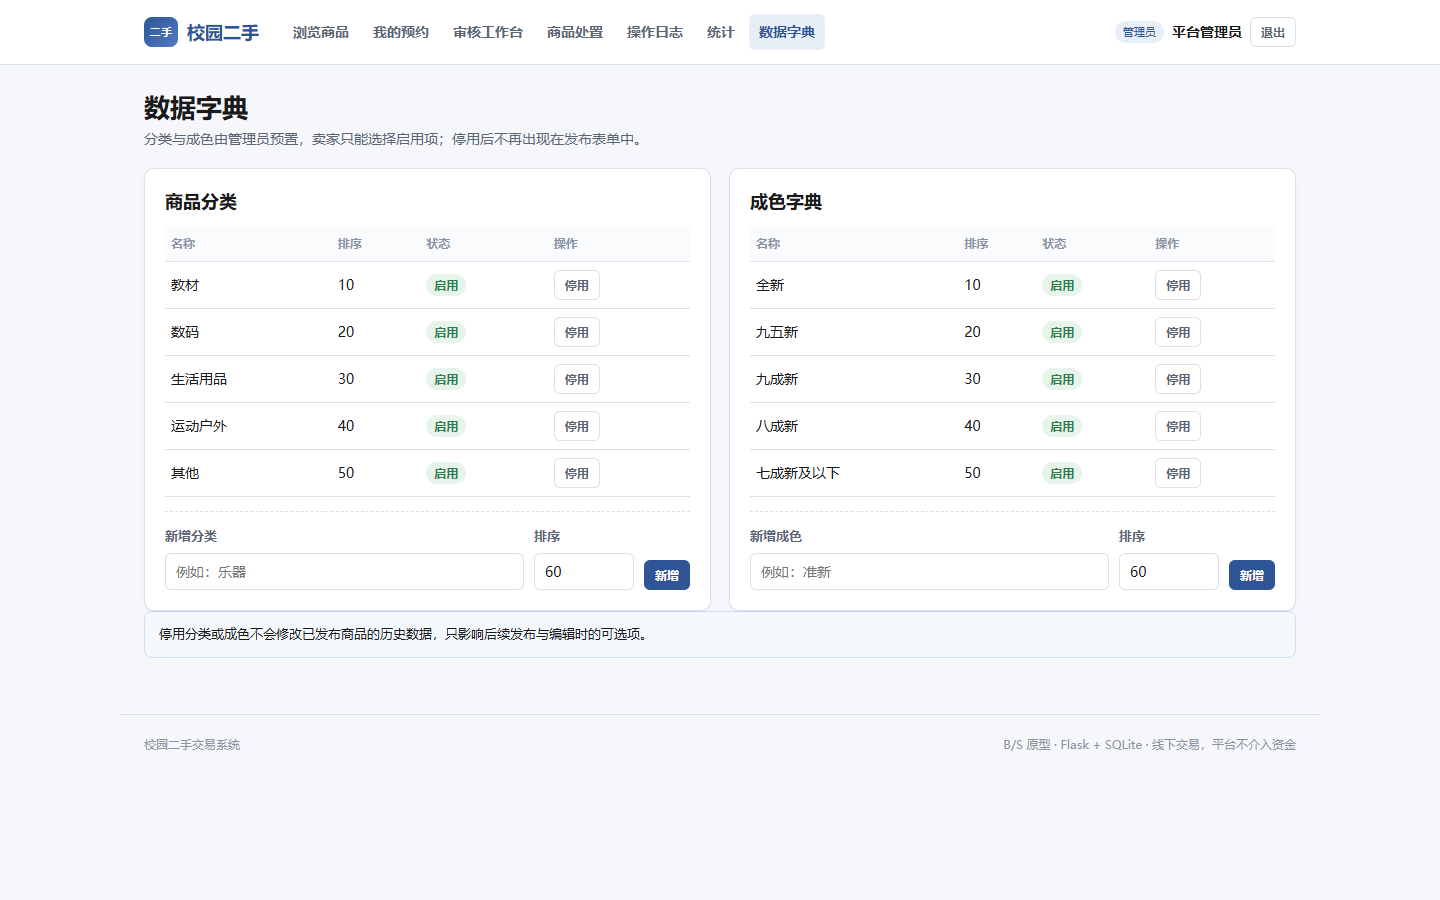 二手 校园二手 浏览商品 我的预约 审核工作台 商品处置 操作日志 统计 数据字典 管理员 平台管理员 退出
数据字典
分类与成色由管理员预置，卖家只能选择启用项；停用后不再出现在发布表单中。
商品分类
名称 排序 状态 操作
教材 10 启用 停用
数码 20 启用 停用
生活用品 30 启用 停用
运动户外 40 启用 停用
其他 50 启用 停用
新增分类 排序
例如：乐器 60 新增
成色字典
名称 排序 状态 操作
全新 10 启用 停用
九五新 20 启用 停用
九成新 30 启用 停用
八成新 40 启用 停用
七成新及以下 50 启用 停用
新增成色 排序
例如：准新 60 新增
停用分类或成色不会修改已发布商品的历史数据，只影响后续发布与编辑时的可选项。
校园二手交易系统 B/S 原型 · Flask + SQLite · 线下交易，平台不介入资金